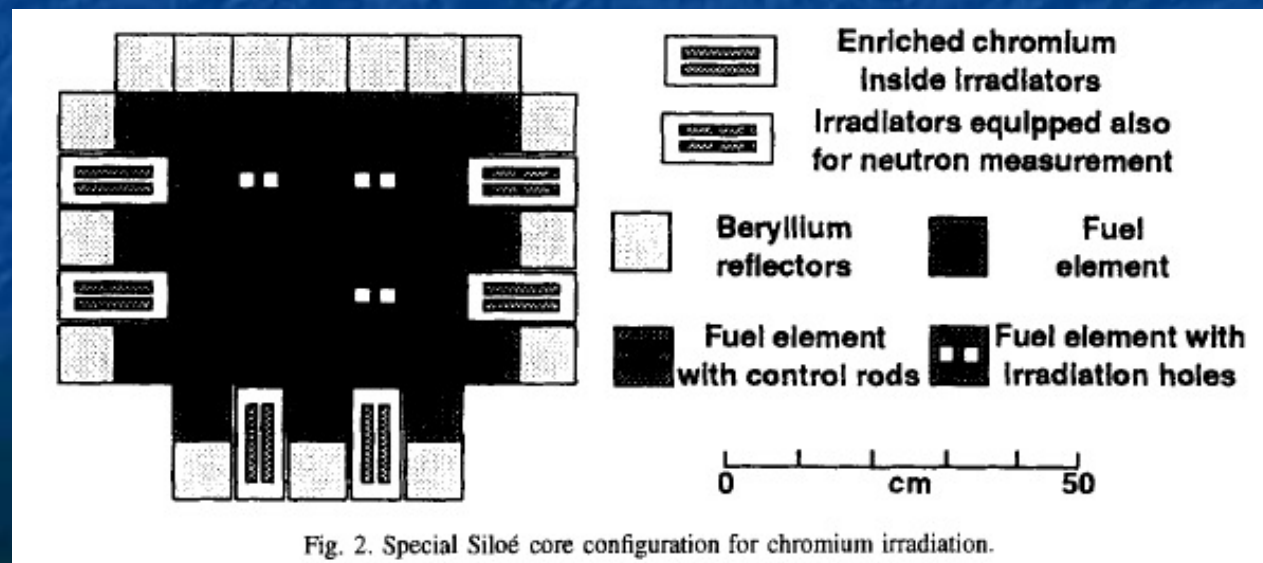 Enriched chromium
inside irradiators
Irradiators equipped also
for neutron measurement
Beryllium
reflectors
Fuel
element
Fuel element
with control rods
Fuel element with
irradiation holes
0 cm 50
Fig. 2. Special Siloé core configuration for chromium irradiation.